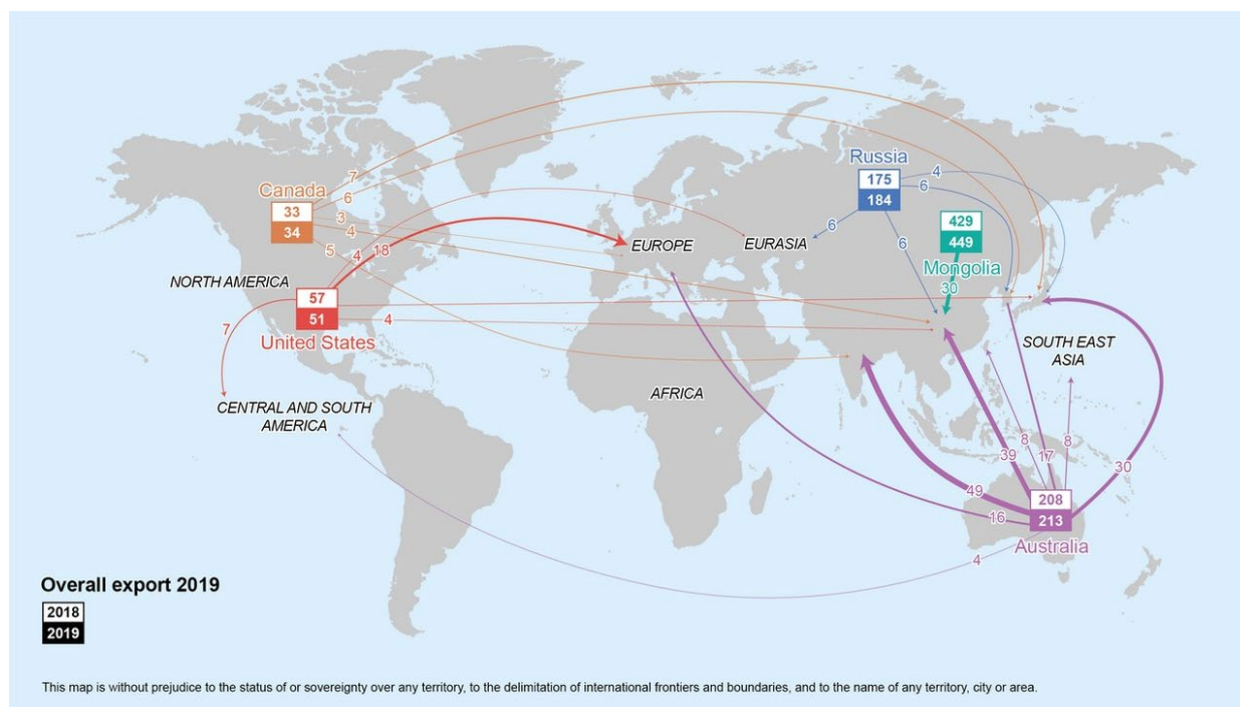 Canada
33
34
7
6
3
4
5
4
18
NORTH AMERICA
57
51
United States
4
7
CENTRAL AND SOUTH
AMERICA
EUROPE
EURASIA
AFRICA
Russia
175
184
4
6
6
6
429
449
Mongolia
30
SOUTH EAST
ASIA
8
39
17
8
30
49
16
4
208
213
Australia
Overall export 2019
2018
2019
This map is without prejudice to the status of or sovereignty over any territory, to the delimitation of international frontiers and boundaries, and to the name of any territory, city or area.